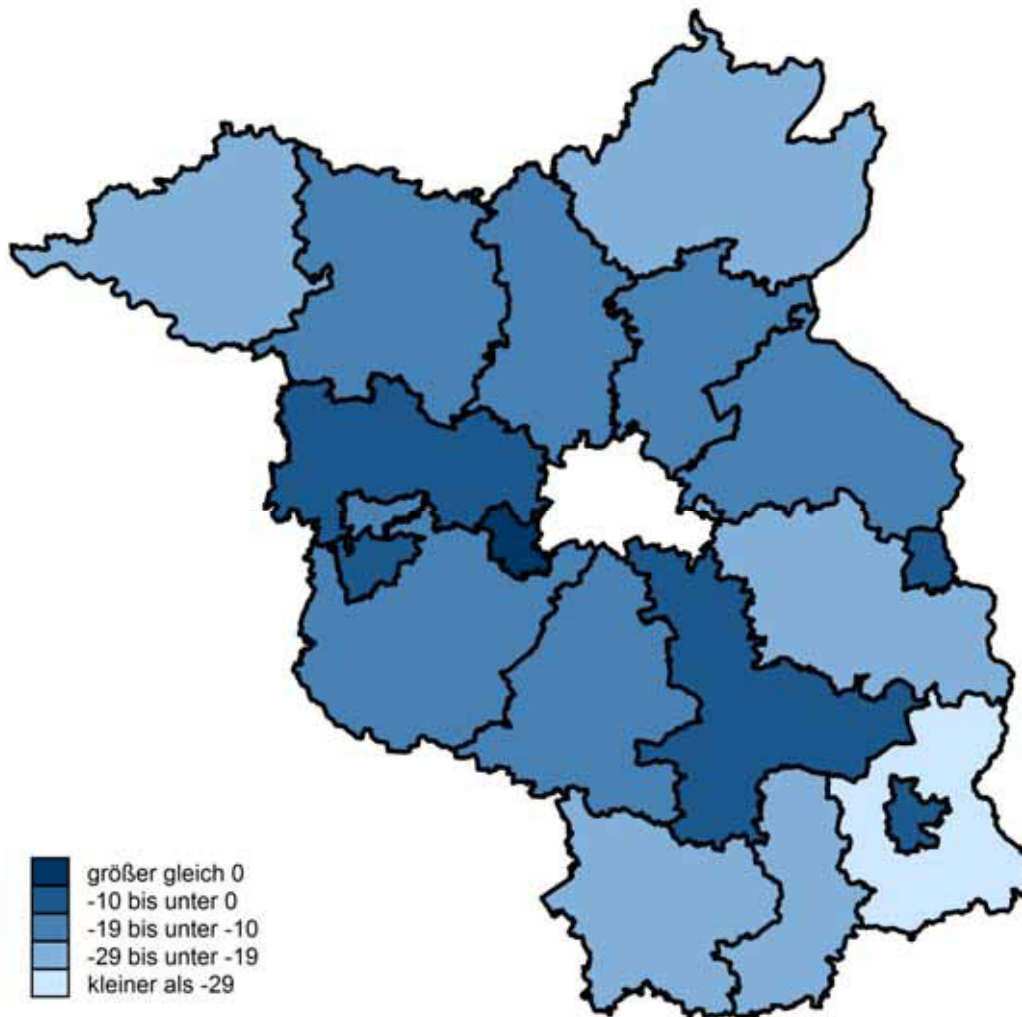 größer gleich 0
-10 bis unter 0
-19 bis unter -10
-29 bis unter -19
kleiner als -29